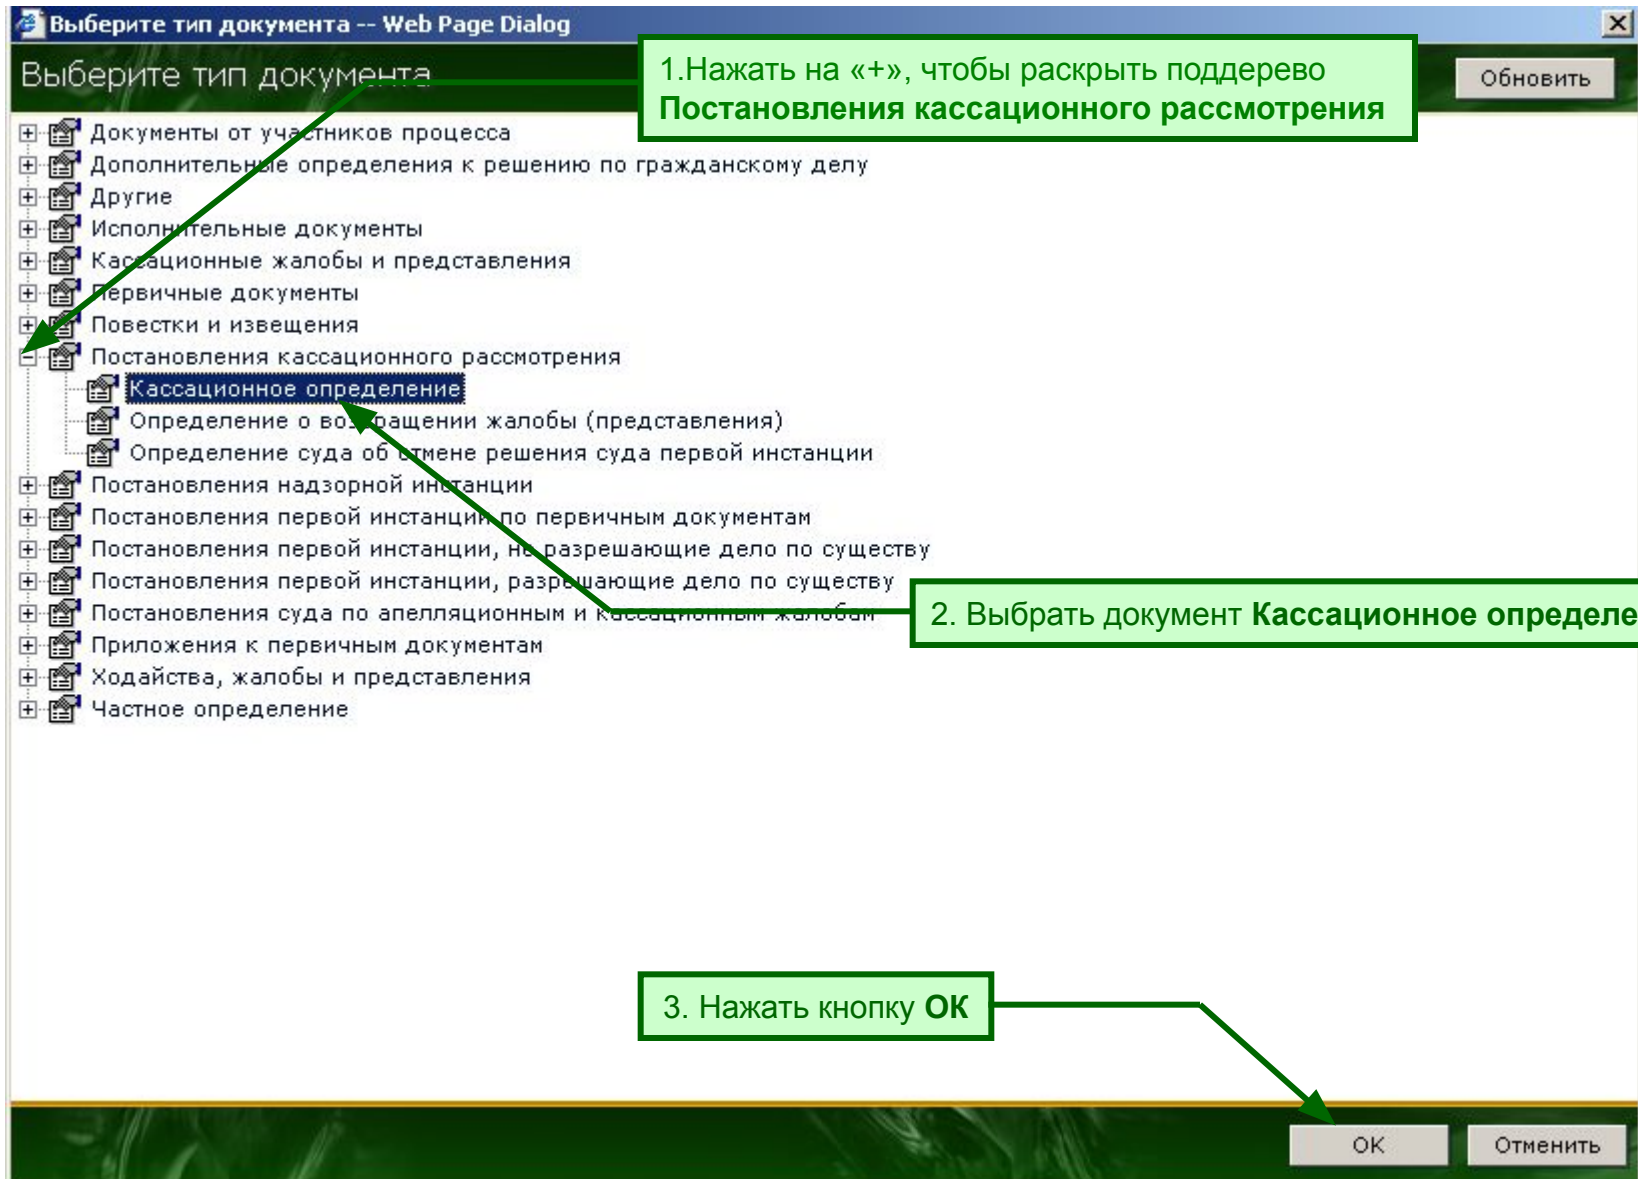 Выберите тип документа -- Web Page Dialog
Выберите тип документа
1.Нажать на «+», чтобы раскрыть поддерево
Постановления кассационного рассмотрения
Обновить
Документы от участников процесса
Дополнительные определения к решению по гражданскому делу
Другие
Исполнительные документы
Кассационные жалобы и представления
Первичные документы
Повестки и извещения
Постановления кассационного рассмотрения
Кассационное определение
Определение о возвращении жалобы (представления)
Определение суда об отмене решения суда первой инстанции
Постановления надзорной инстанции
Постановления первой инстанции по первичным документам
Постановления первой инстанции, не разрешающие дело по существу
Постановления первой инстанции, разрешающие дело по существу
Постановления суда по апелляционным и кассационным жалобам
2. Выбрать документ Кассационное определе
Приложения к первичным документам
Ходайства, жалобы и представления
Частное определение
3. Нажать кнопку ОК
OK
Отменить